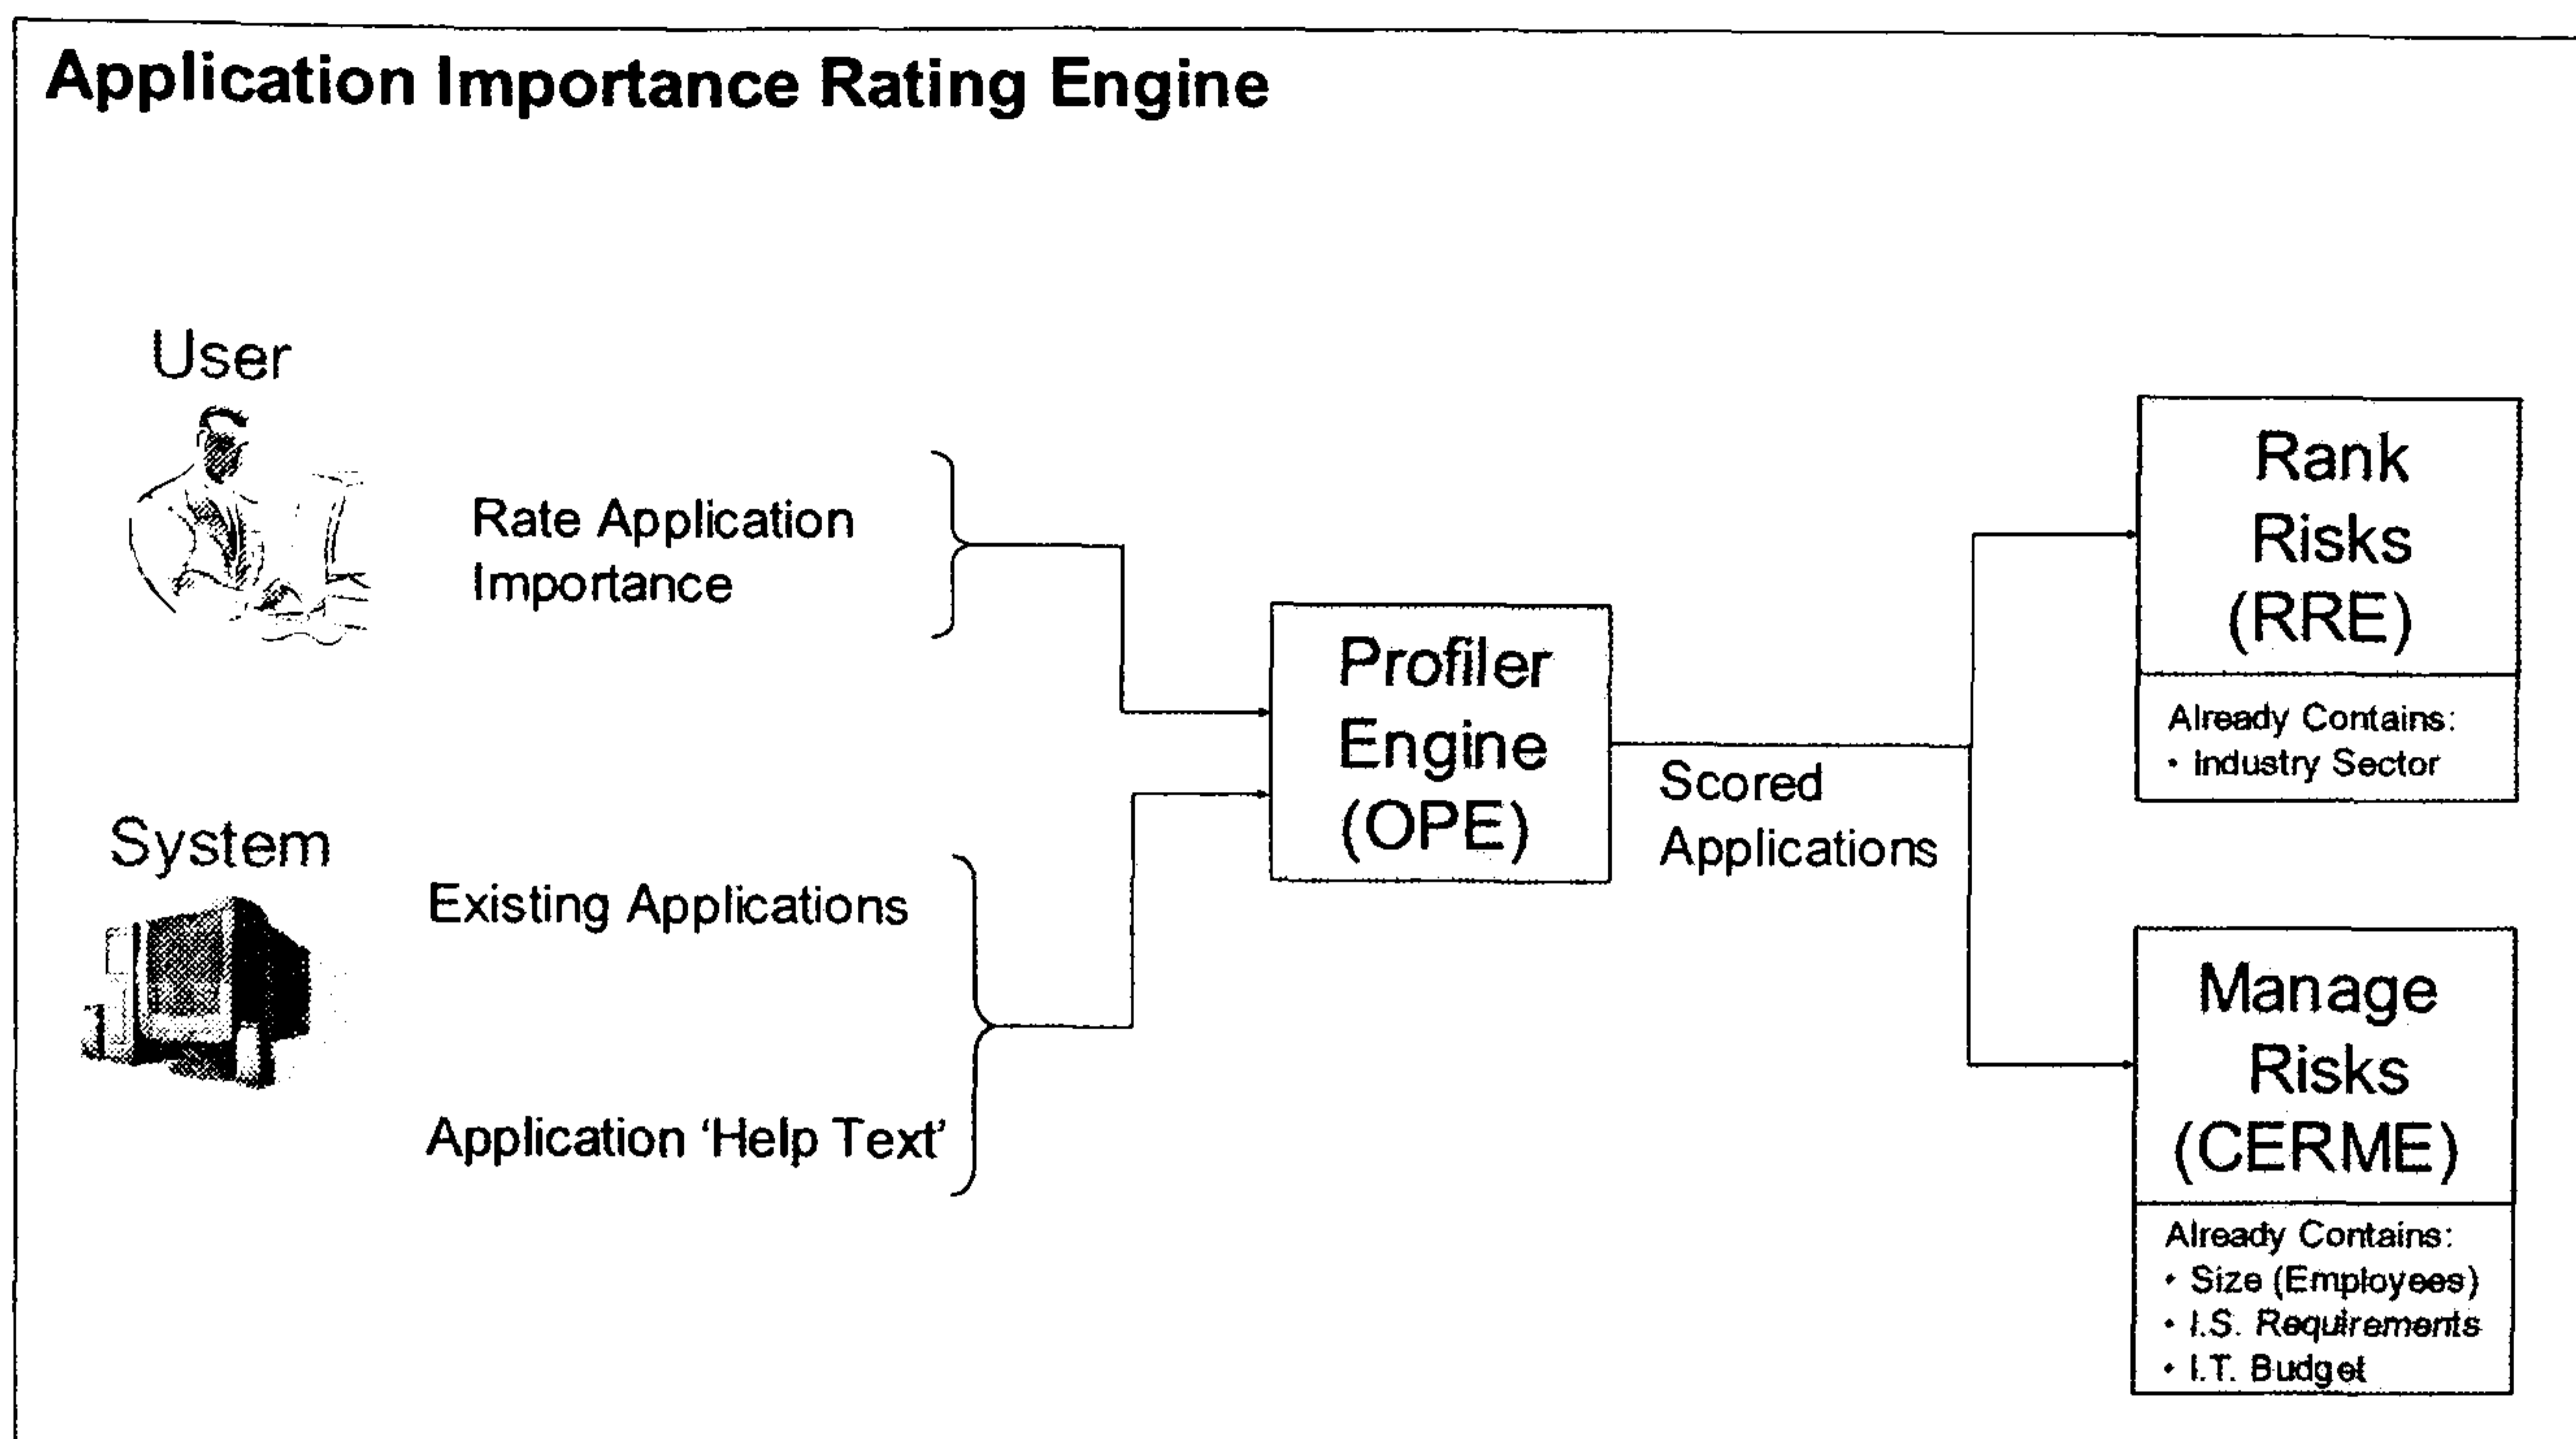 Application Importance Rating Engine
User
Rate Application
Importance
System
Existing Applications
Application ‘Help Text’
Profiler
Engine
(OPE)
Scored
Applications
Rank
Risks
(RRE)
Already Contains:
• Industry Sector
Manage
Risks
(CERME)
Already Contains:
• Size (Employees)
• I.S. Requirements
• I.T. Budget